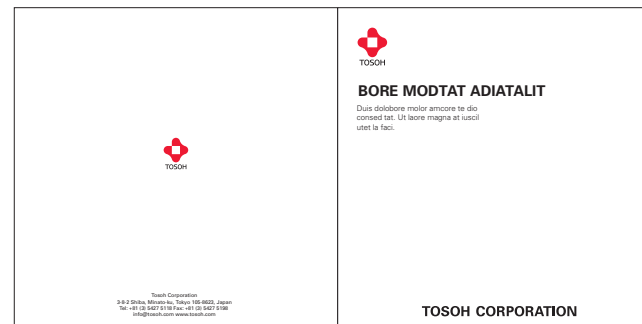 TOSOH
Tosoh Corporation
3-8-2 Shiba, Minato-ku, Tokyo 105-8623, Japan
Tel: +81 (3) 5427 5118 Fax: +81 (3) 5427 5198
info@tosoh.com www.tosoh.com
TOSOH
BORE MODTAT ADIATALIT
Duis dolobore molor amcore te dio
consed tat. Ut laore magna at iuscil
utet la faci.
TOSOH CORPORATION